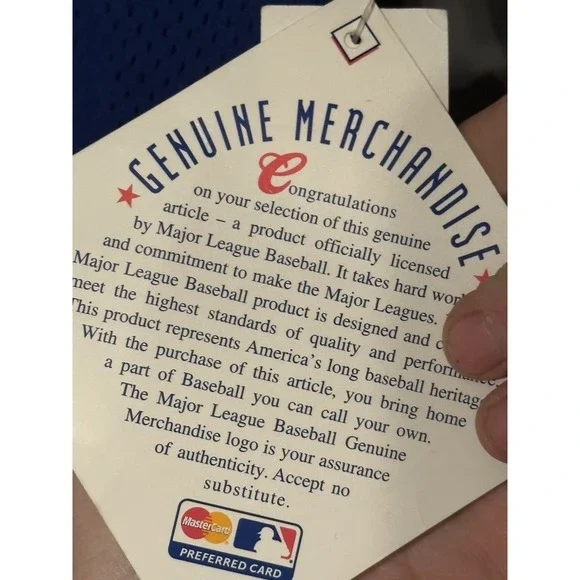 GENUINE MERCHANDISE
Congratulations
on your selection of this genuine
article – a product officially licensed
by Major League Baseball. It takes hard
and commitment to make the Major Leagues.
Major League Baseball product is designed and
meet the highest standards of quality and performance.
This product represents America's long baseball heritage
With the purchase of this article, you bring home
a part of Baseball you can call your own.
The Major League Baseball Genuine
Merchandise logo is your assurance
of authenticity. Accept no
substitute.
MasterCard
PREFERRED CARD